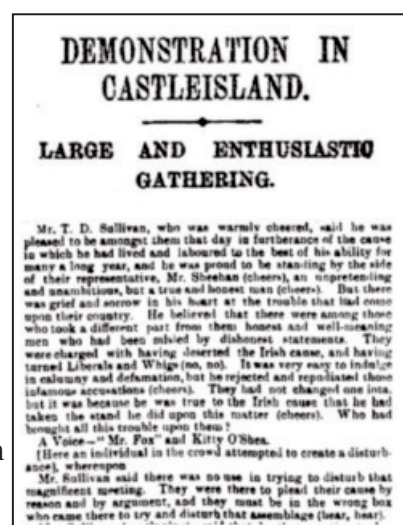 DEMONSTRATION IN
CASTLEISLAND.
LARGE AND ENTHUSIASTIC
GATHERING.
Mr. T. D. Sullivan, who was warmly cheered, said he was
pleased to be amongst them that day in furtherance of the cause
in which he had lived and laboured to the best of his ability for
many a long year, and he was proud to be standing by the side
of their representative, Mr. Sheehan (cheers), an unpretending
and unambitious, but a true and honest man (cheers). But there
was grief and sorrow in his heart at the trouble that had come
upon their country. He believed that there were among those
who took a different part from them honest and well-meaning
men who had been misled by dishonest statements. They
were charged with having deserted the Irish cause, and having
turned Liberals and Whigs (no, no). It was very easy to indulge
in calumny and defamation, but he rejected and repudiated those
infamous accusations (cheers). They had not changed one iota,
but it was because he was true to the Irish cause that he had
taken the stand he did upon this matter (cheers). Who had
brought all this trouble upon them?
A Voice—"Mr. Fox" and Kitty O'Shea.
(Here an individual in the crowd attempted to create a disturb-
ance), whereupon
Mr. Sullivan said there was no use in trying to disturb that
magnificent meeting. They were there to plead their cause by
reason and by argument, and they must be in the wrong box
who came there to try and disturb that assemblage (hear, hear).
n